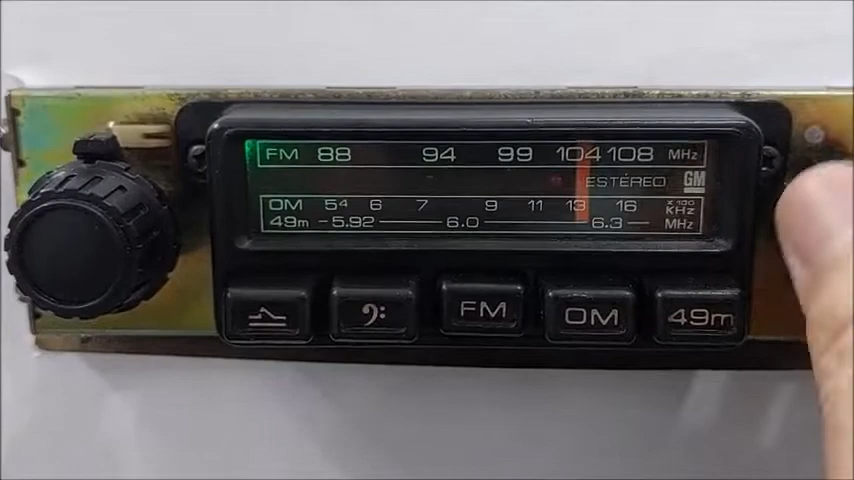 FM 88 94 99 104 108 MHz
ESTÉREO GM
OM 5⁴ 6 7 9 11 13 16 x 100 KHz
49m 5.92 6.0 6.3 MHz
FM OM 49m